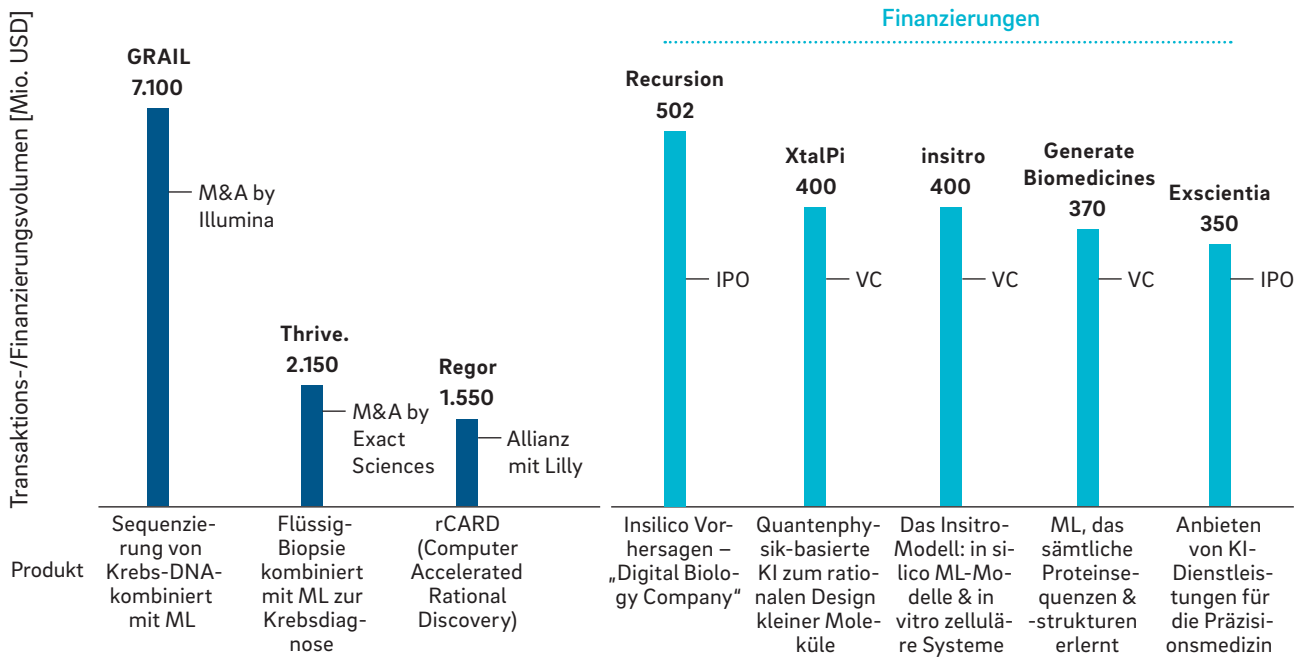 Transaktions-/Finanzierungsvolumen [Mio. USD]
Finanzierungen
GRAIL
7.100
M&A by
Illumina
Thrive.
2.150
M&A by
Exact
Sciences
Regor
1.550
Allianz
mit Lilly
Recursion
502
IPO
XtalPi
400
VC
insitro
400
VC
Generate
Biomedicines
370
VC
Exscientia
350
IPO
Produkt
Sequenzie-
rung von
Krebs-DNA-
kombiniert
mit ML
Flüssig-
Biopsie
kombiniert
mit ML zur
Krebsdiag-
nose
rCARD
(Computer
Accelerated
Rational
Discovery)
Insilico Vor-
hersagen –
„Digital Biolo-
gy Company“
Quantenphy-
sik-basierte
KI zum ratio-
nalen Design
kleiner Mole-
küle
Das Insitro-
Modell: in si-
lico ML-Mo-
delle & in
vitro zellulä-
re Systeme
ML, das
sämtliche
Proteinse-
quenzen &
-strukturen
erlernt
Anbieten
von KI-
Dienstleis-
tungen für
die Präzisi-
onsmedizin